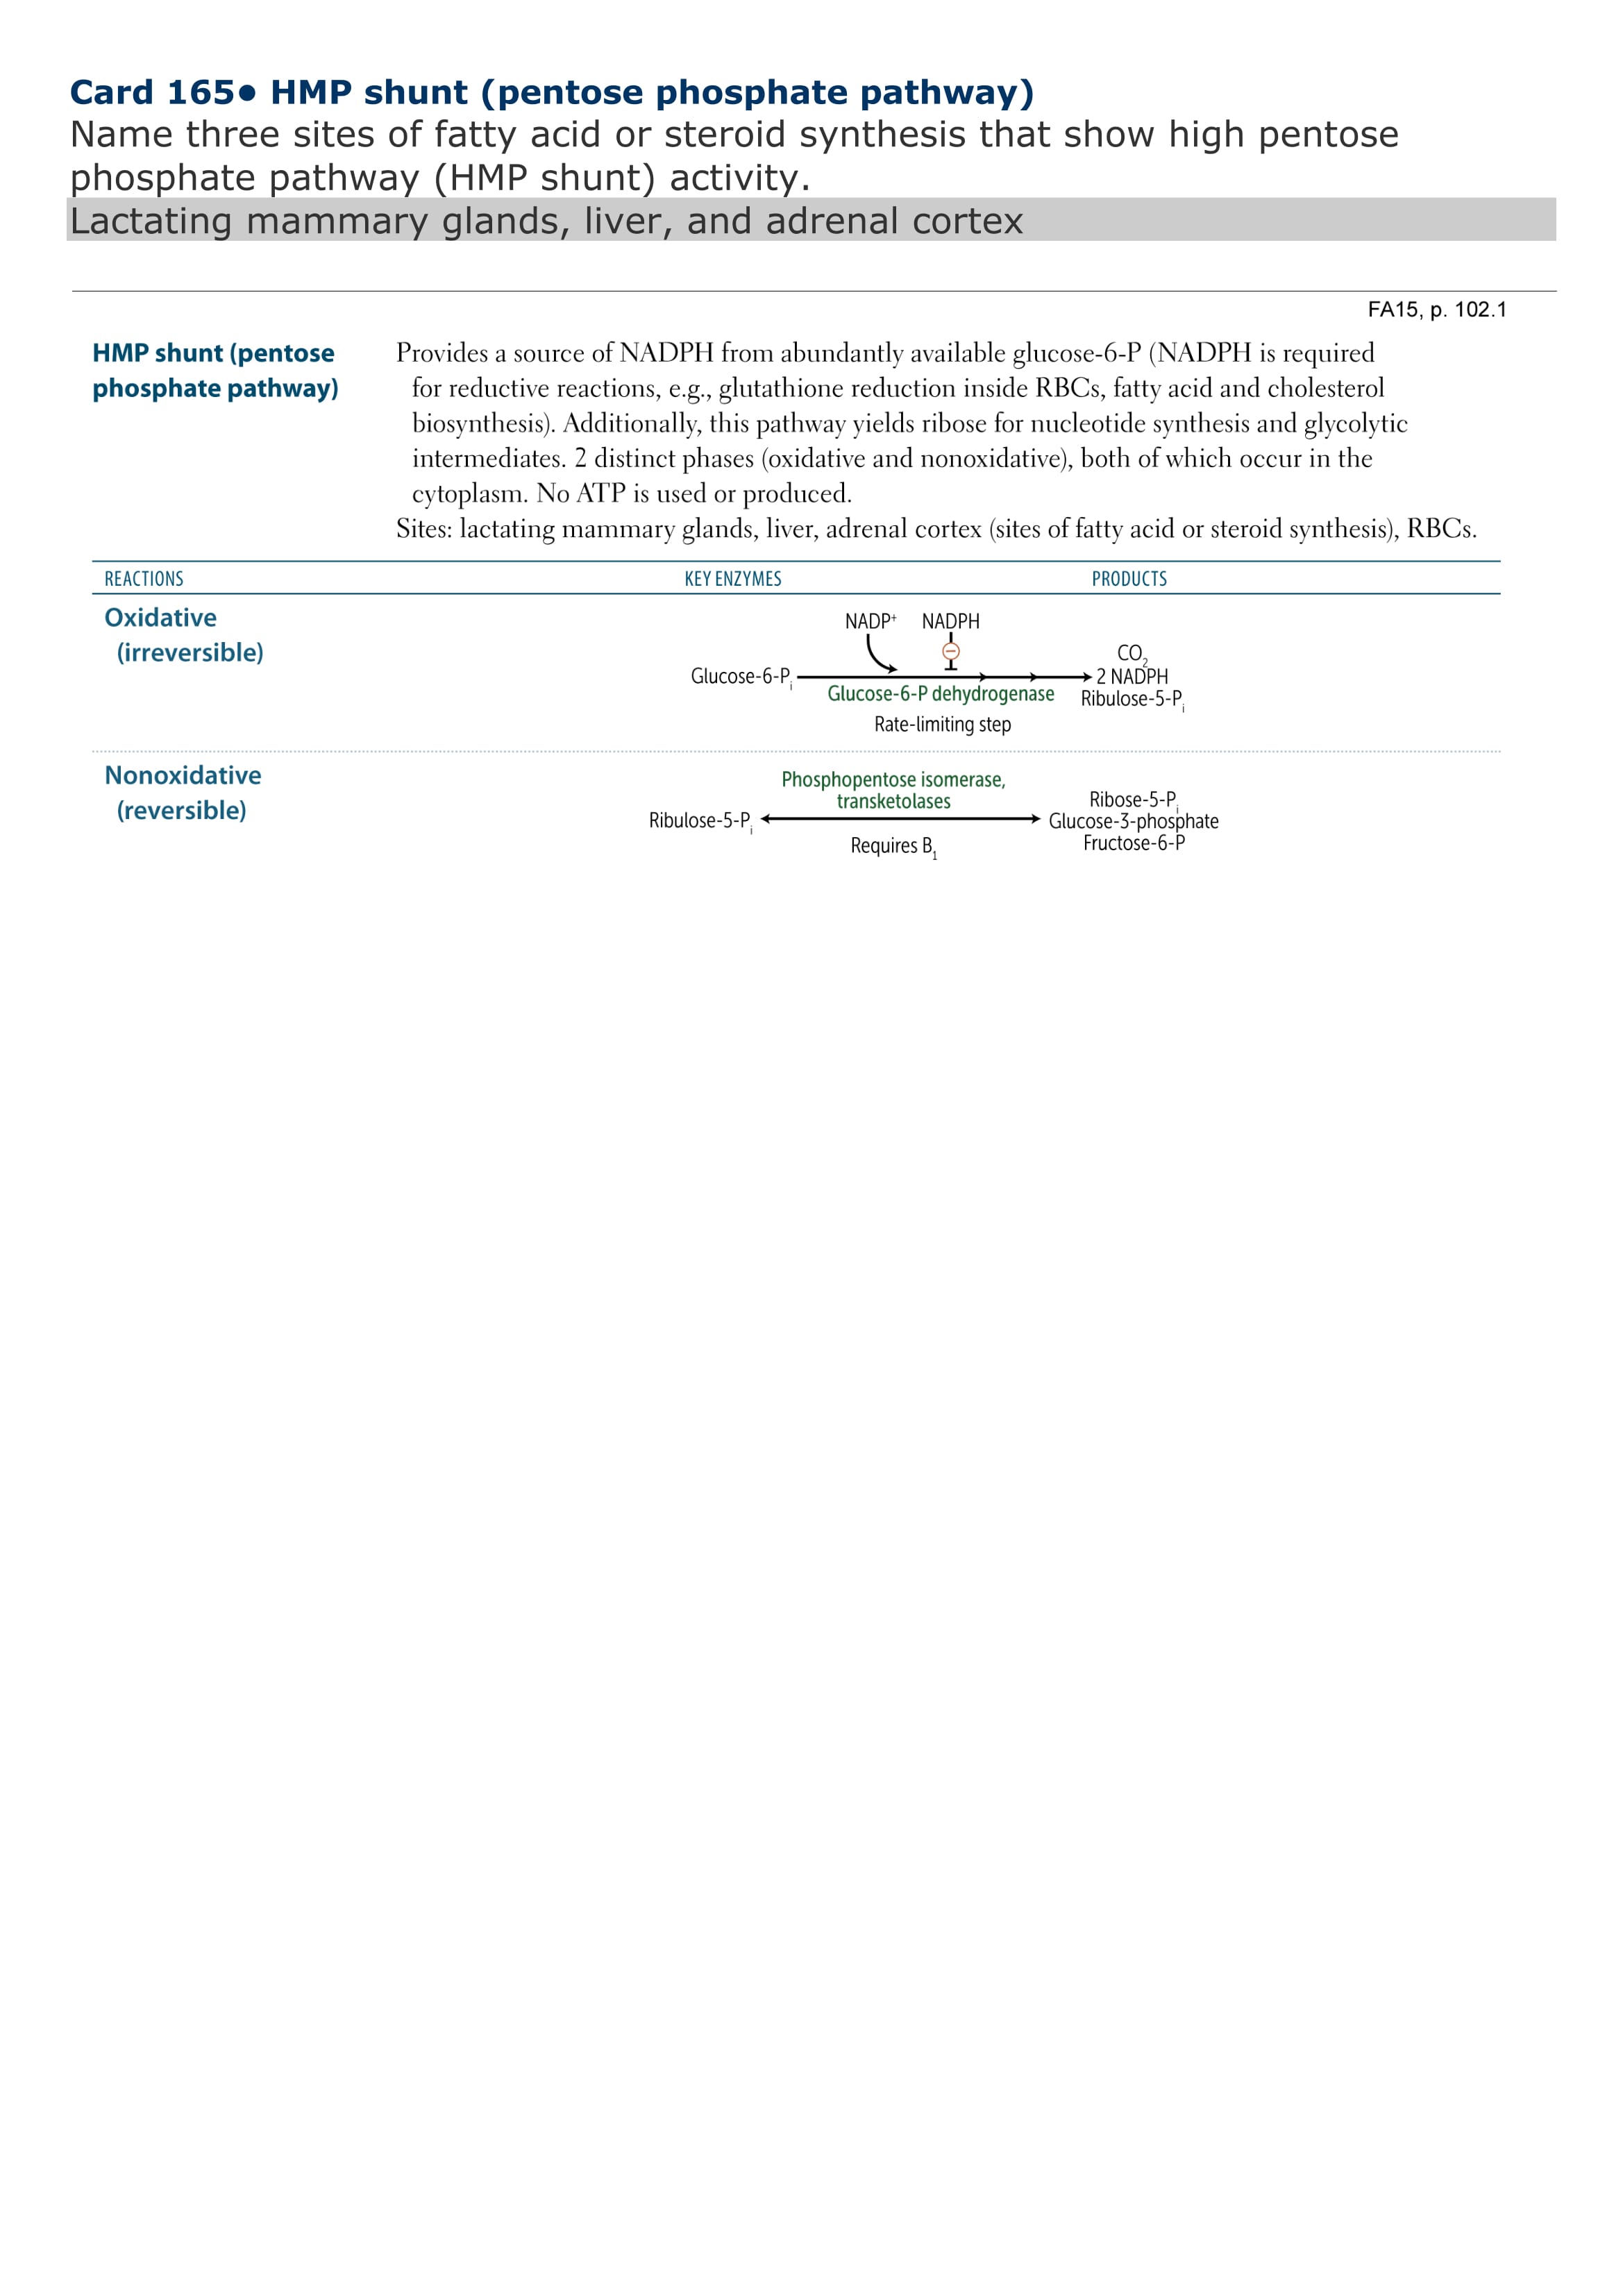 Card 165● HMP shunt (pentose phosphate pathway)
Name three sites of fatty acid or steroid synthesis that show high pentose
phosphate pathway (HMP shunt) activity.
Lactating mammary glands, liver, and adrenal cortex
FA15, p. 102.1
HMP shunt (pentose
phosphate pathway)
Provides a source of NADPH from abundantly available glucose-6-P (NADPH is required
for reductive reactions, e.g., glutathione reduction inside RBCs, fatty acid and cholesterol
biosynthesis). Additionally, this pathway yields ribose for nucleotide synthesis and glycolytic
intermediates. 2 distinct phases (oxidative and nonoxidative), both of which occur in the
cytoplasm. No ATP is used or produced.
Sites: lactating mammary glands, liver, adrenal cortex (sites of fatty acid or steroid synthesis), RBCs.
REACTIONS KEY ENZYMES PRODUCTS
Oxidative
(irreversible)
NADP⁺ NADPH
−
Glucose-6-Pᵢ
Glucose-6-P dehydrogenase
Rate-limiting step
CO₂
2 NADPH
Ribulose-5-Pᵢ
Nonoxidative
(reversible)
Phosphopentose isomerase,
transketolases
Ribulose-5-Pᵢ
Requires B₁
Ribose-5-Pᵢ
Glucose-3-phosphate
Fructose-6-P